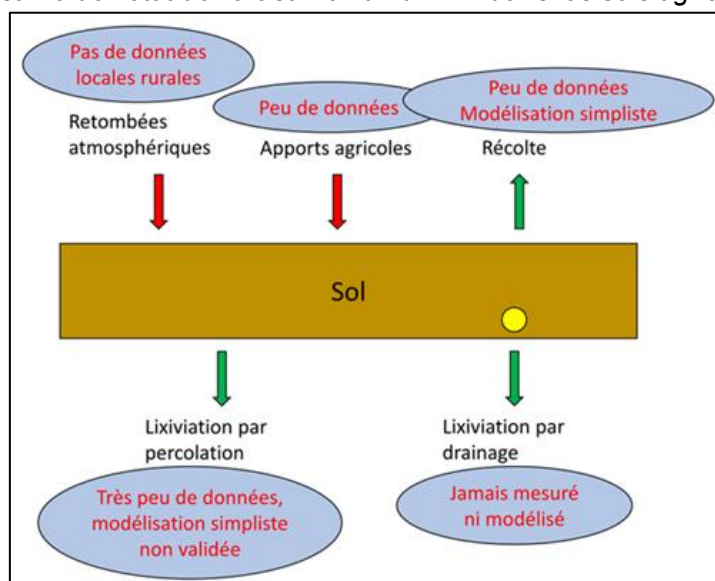 Pas de données
locales rurales
Retombées
atmosphériques
Peu de données
Apports agricoles
Peu de données
Modélisation simpliste
Récolte
Sol
Lixiviation par
percolation
Très peu de données,
modélisation simpliste
non validée
Lixiviation par
drainage
Jamais mesuré
ni modélisé